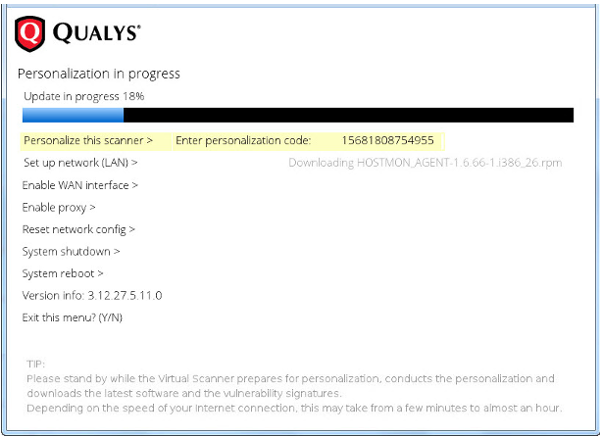 QUALYS®
Personalization in progress
Update in progress 18%
Personalize this scanner > Enter personalization code: 15681808754955
Set up network (LAN) > Downloading HOSTMON_AGENT-1.6.66-1.i386_26.rpm
Enable WAN interface >
Enable proxy >
Reset network config >
System shutdown >
System reboot >
Version info: 3.12.27.5.11.0
Exit this menu? (Y/N)
TIP:
Please stand by while the Virtual Scanner prepares for personalization, conducts the personalization and
downloads the latest software and the vulnerability signatures.
Depending on the speed of your Internet connection, this may take from a few minutes to almost an hour.